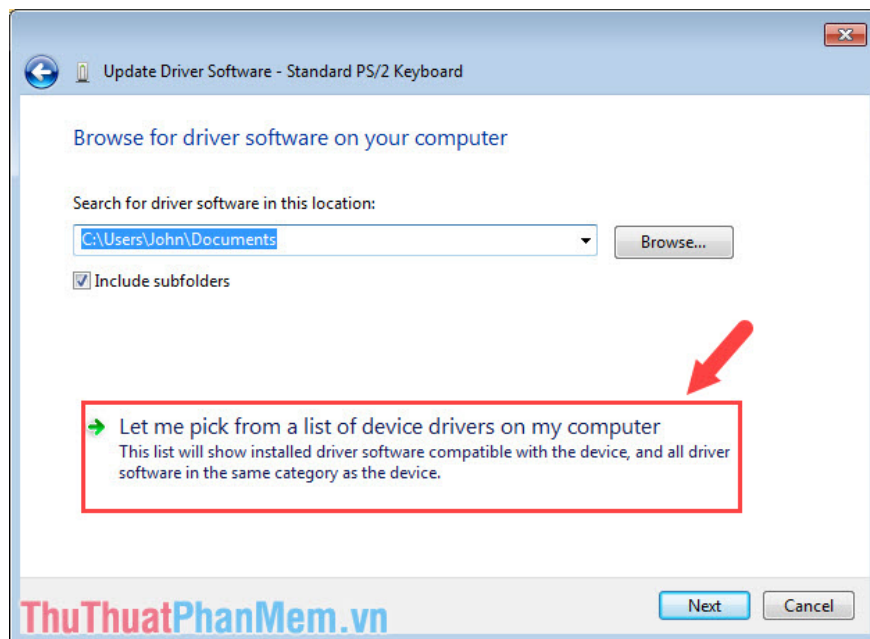 Update Driver Software - Standard PS/2 Keyboard
Browse for driver software on your computer
Search for driver software in this location:
C:\Users\John\Documents
Browse...
Include subfolders
Let me pick from a list of device drivers on my computer
This list will show installed driver software compatible with the device, and all driver
software in the same category as the device.
ThuThuatPhanMem.vn
Next
Cancel